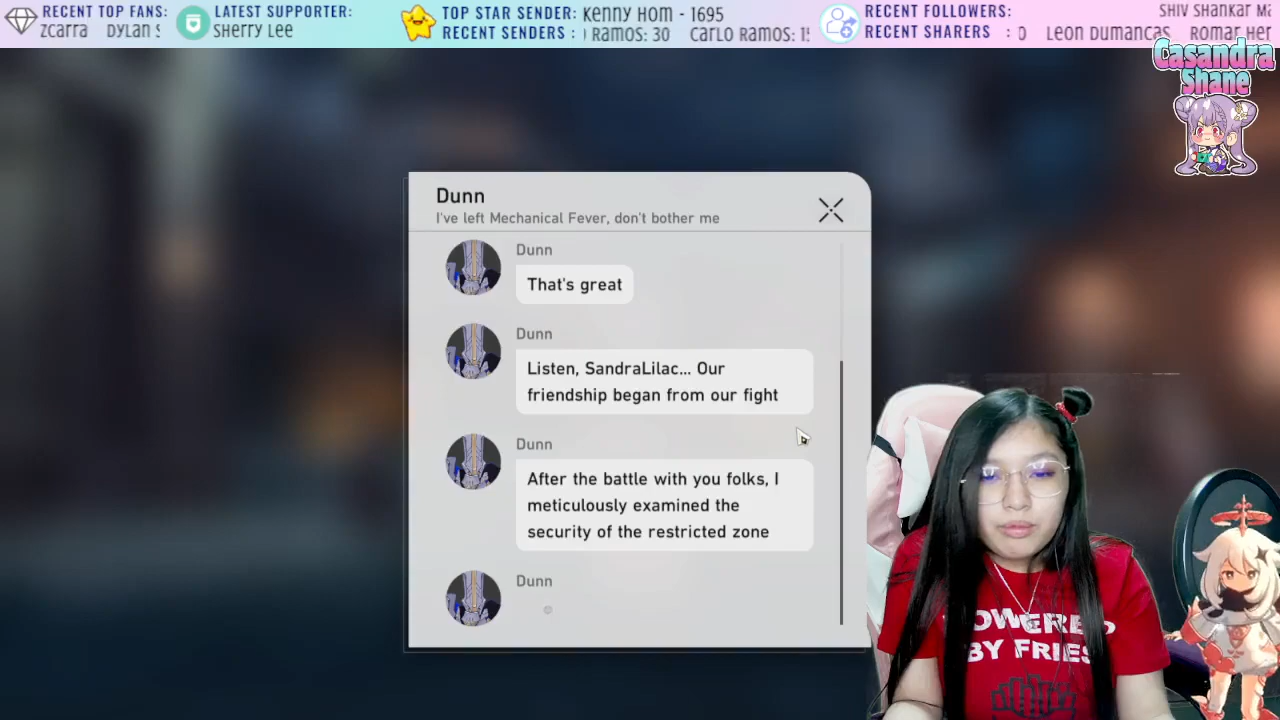 RECENT TOP FANS:
zcarra Dylan S
LATEST SUPPORTER:
Sherry Lee
TOP STAR SENDER: Kenny Hom - 1695
RECENT SENDERS : Ramos: 30 Carlo Ramos:
RECENT FOLLOWERS: Shiv Shankar
RECENT SHARERS : Leon Dumancas Romar Her
Casandra
Shane
Dunn
I've left Mechanical Fever, don't bother me
Dunn
That's great
Dunn
Listen, SandraLilac... Our
friendship began from our fight
Dunn
After the battle with you folks, I
meticulously examined the
security of the restricted zone
Dunn
POWERED
BY FRIES